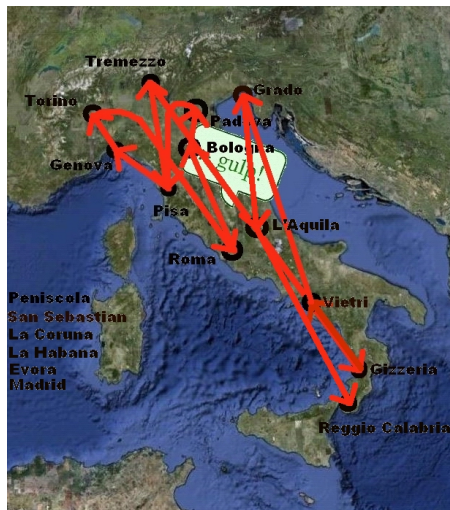 Tremezzo
Grado
Torino
Padova
Bologna
Genova
gulp!
Pisa
L'Aquila
Roma
Peniscola
San Sebastian
La Coruna
La Habana
Evora
Madrid
Vietri
Gizzeria
Reggio Calabria